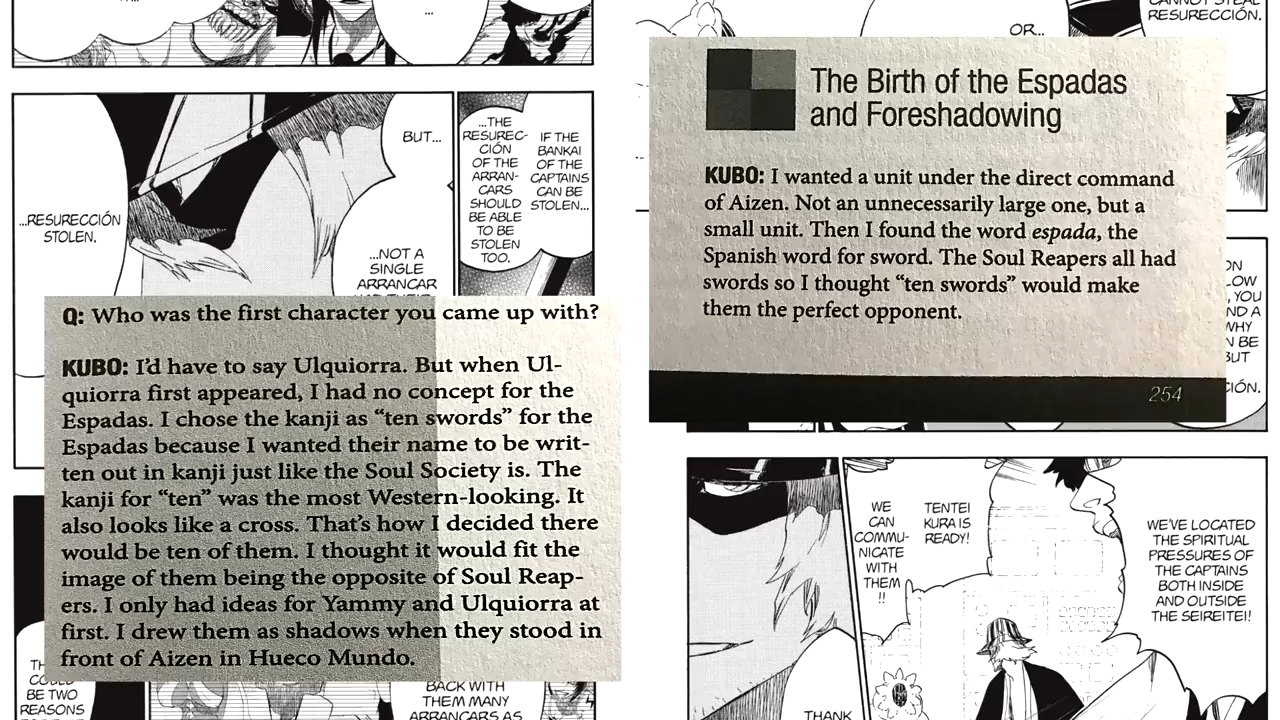 ...
BUT...
...THE
RESUREC-
CIÓN
OF THE
ARRAN-
CARS
SHOULD
BE ABLE
TO BE
STOLEN
TOO.
IF THE
BANKAI
OF THE
CAPTAINS
CAN BE
STOLEN...
...RESURECCIÓN
STOLEN.
...NOT A
SINGLE
ARRANCAR
Q: Who was the first character you came up with?
KUBO: I'd have to say Ulquiorra. But when Ul-
quiorra first appeared, I had no concept for the
Espadas. I chose the kanji as “ten swords” for the
Espadas because I wanted their name to be writ-
ten out in kanji just like the Soul Society is. The
kanji for “ten” was the most Western-looking. It
also looks like a cross. That's how I decided there
would be ten of them. I thought it would fit the
image of them being the opposite of Soul Reap-
ers. I only had ideas for Yammy and Ulquiorra at
first. I drew them as shadows when they stood in
front of Aizen in Hueco Mundo.
BE TWO
REASONS
BACK WITH
THEM MANY
ARRANCARS AS
CANNOT STEAL
RESURECCIÓN.
OR...
The Birth of the Espadas
and Foreshadowing
KUBO: I wanted a unit under the direct command
of Aizen. Not an unnecessarily large one, but a
small unit. Then I found the word espada, the
Spanish word for sword. The Soul Reapers all had
swords so I thought “ten swords” would make
them the perfect opponent.
254
WE
CAN
COMMU-
NICATE
WITH
THEM
!!
TENTEI
KURA IS
READY!
WE'VE LOCATED
THE SPIRITUAL
PRESSURES OF
THE CAPTAINS
BOTH INSIDE
AND OUTSIDE
THE SEIREITEI!
THANK